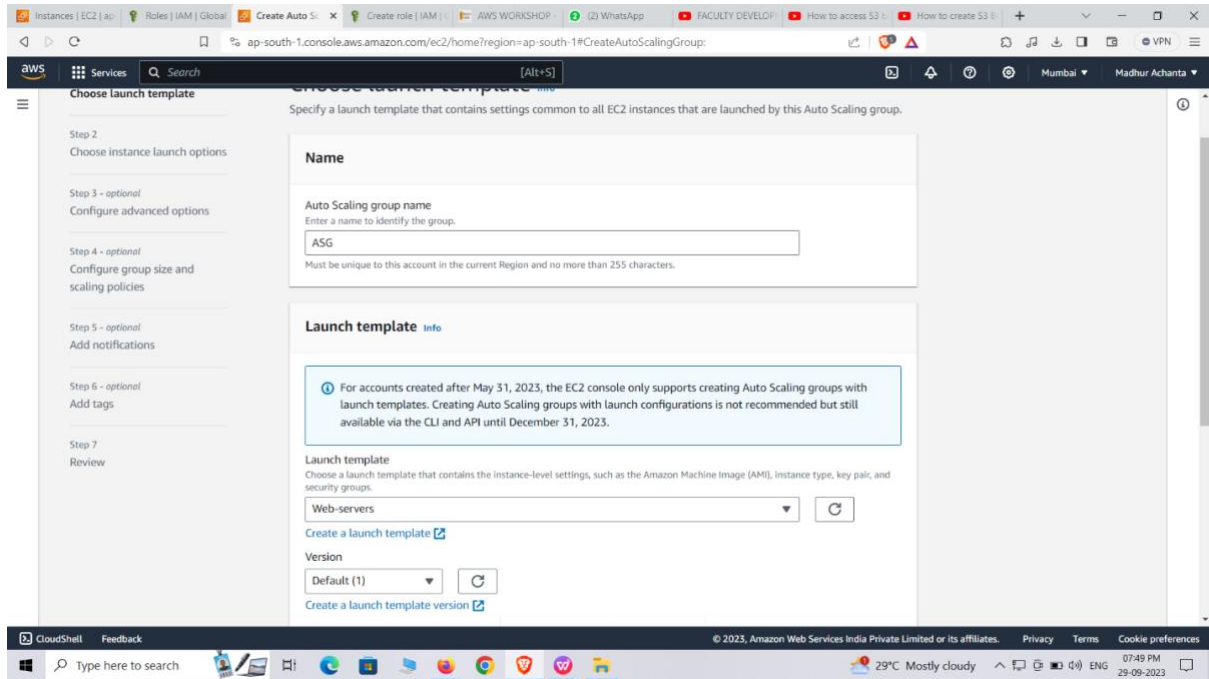 Instances | EC2 | ap
Roles | IAM | Global
Create Auto Sc
Create role | IAM | G
AWS WORKSHOP -
(2) WhatsApp
FACULTY DEVELOP
How to access S3 b
How to create S3 B
ap-south-1.console.aws.amazon.com/ec2/home?region=ap-south-1#CreateAutoScalingGroup:
VPN
aws
Services
Search
[Alt+S]
Mumbai
Madhur Achanta
Choose launch template
Choose launch template Info
Specify a launch template that contains settings common to all EC2 instances that are launched by this Auto Scaling group.
Step 2
Choose instance launch options
Step 3 - optional
Configure advanced options
Step 4 - optional
Configure group size and
scaling policies
Step 5 - optional
Add notifications
Step 6 - optional
Add tags
Step 7
Review
Name
Auto Scaling group name
Enter a name to identify the group.
ASG
Must be unique to this account in the current Region and no more than 255 characters.
Launch template Info
For accounts created after May 31, 2023, the EC2 console only supports creating Auto Scaling groups with
launch templates. Creating Auto Scaling groups with launch configurations is not recommended but still
available via the CLI and API until December 31, 2023.
Launch template
Choose a launch template that contains the instance-level settings, such as the Amazon Machine Image (AMI), instance type, key pair, and
security groups.
Web-servers
Create a launch template
Version
Default (1)
Create a launch template version
CloudShell
Feedback
© 2023, Amazon Web Services India Private Limited or its affiliates.
Privacy
Terms
Cookie preferences
Type here to search
29°C Mostly cloudy
ENG
07:49 PM
29-09-2023